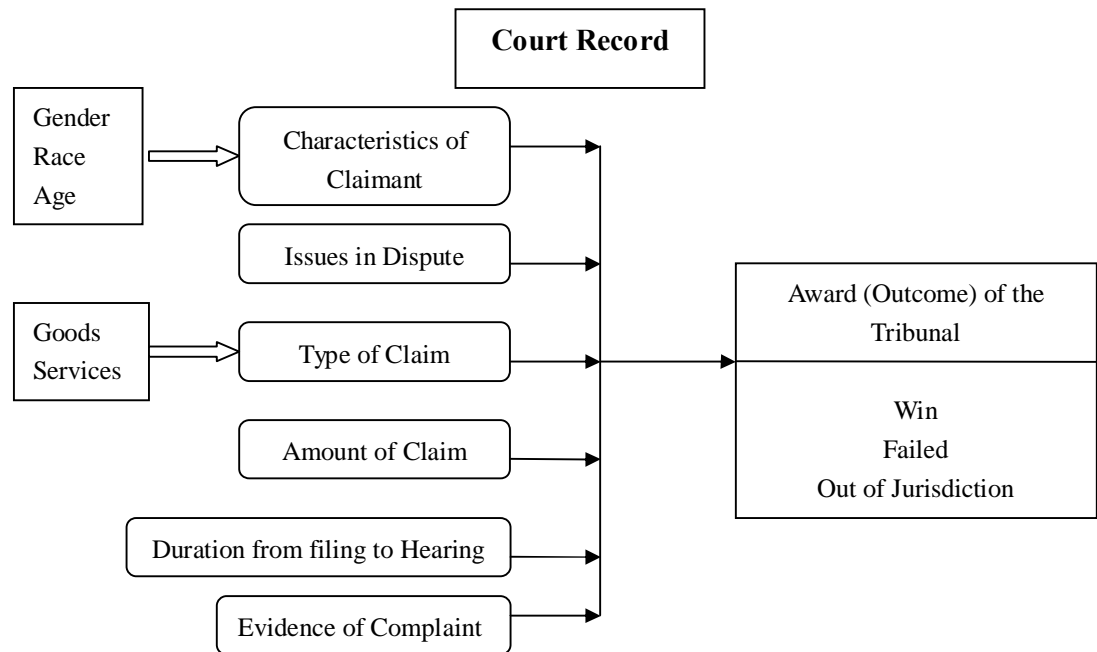 Court Record
Gender
Race
Age
Characteristics of
Claimant
Issues in Dispute
Goods
Services
Type of Claim
Amount of Claim
Duration from filing to Hearing
Evidence of Complaint
Award (Outcome) of the
Tribunal
Win
Failed
Out of Jurisdiction